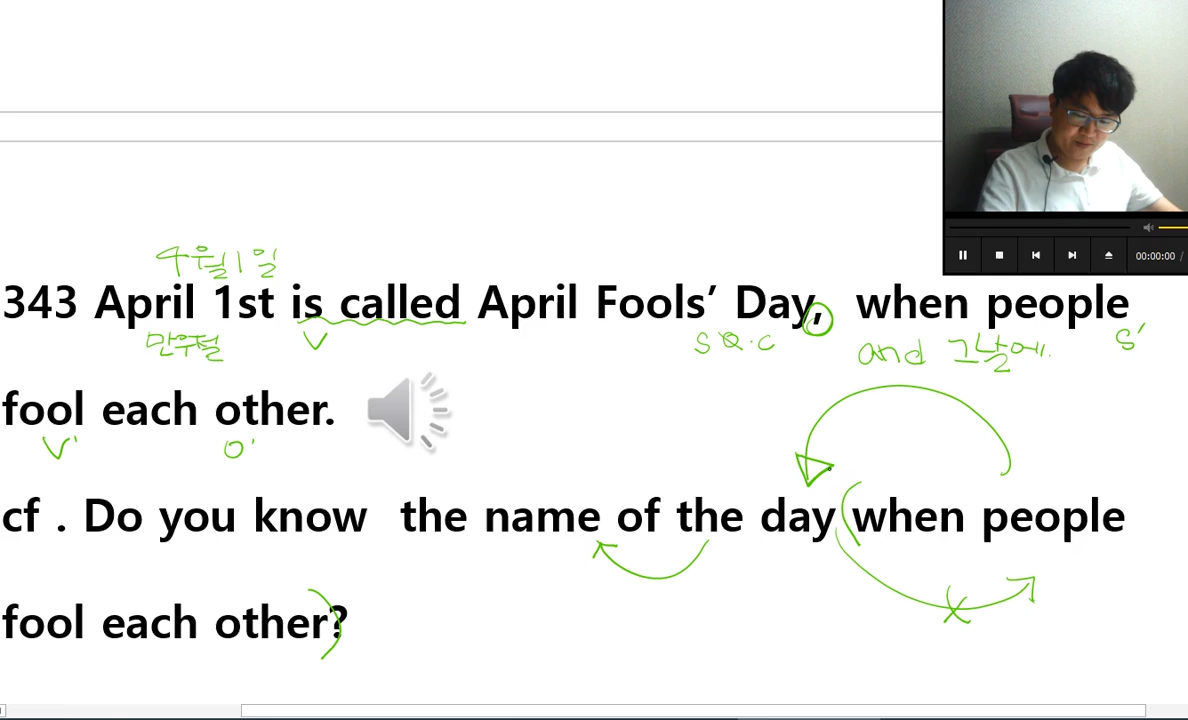 4월 1일
343 April 1st is called April Fools’ Day, when people
만우절 V S O.C and 그날에. S'
fool each other.
V' O'
cf . Do you know the name of the day (when people
fool each other)?
00:00:00 /